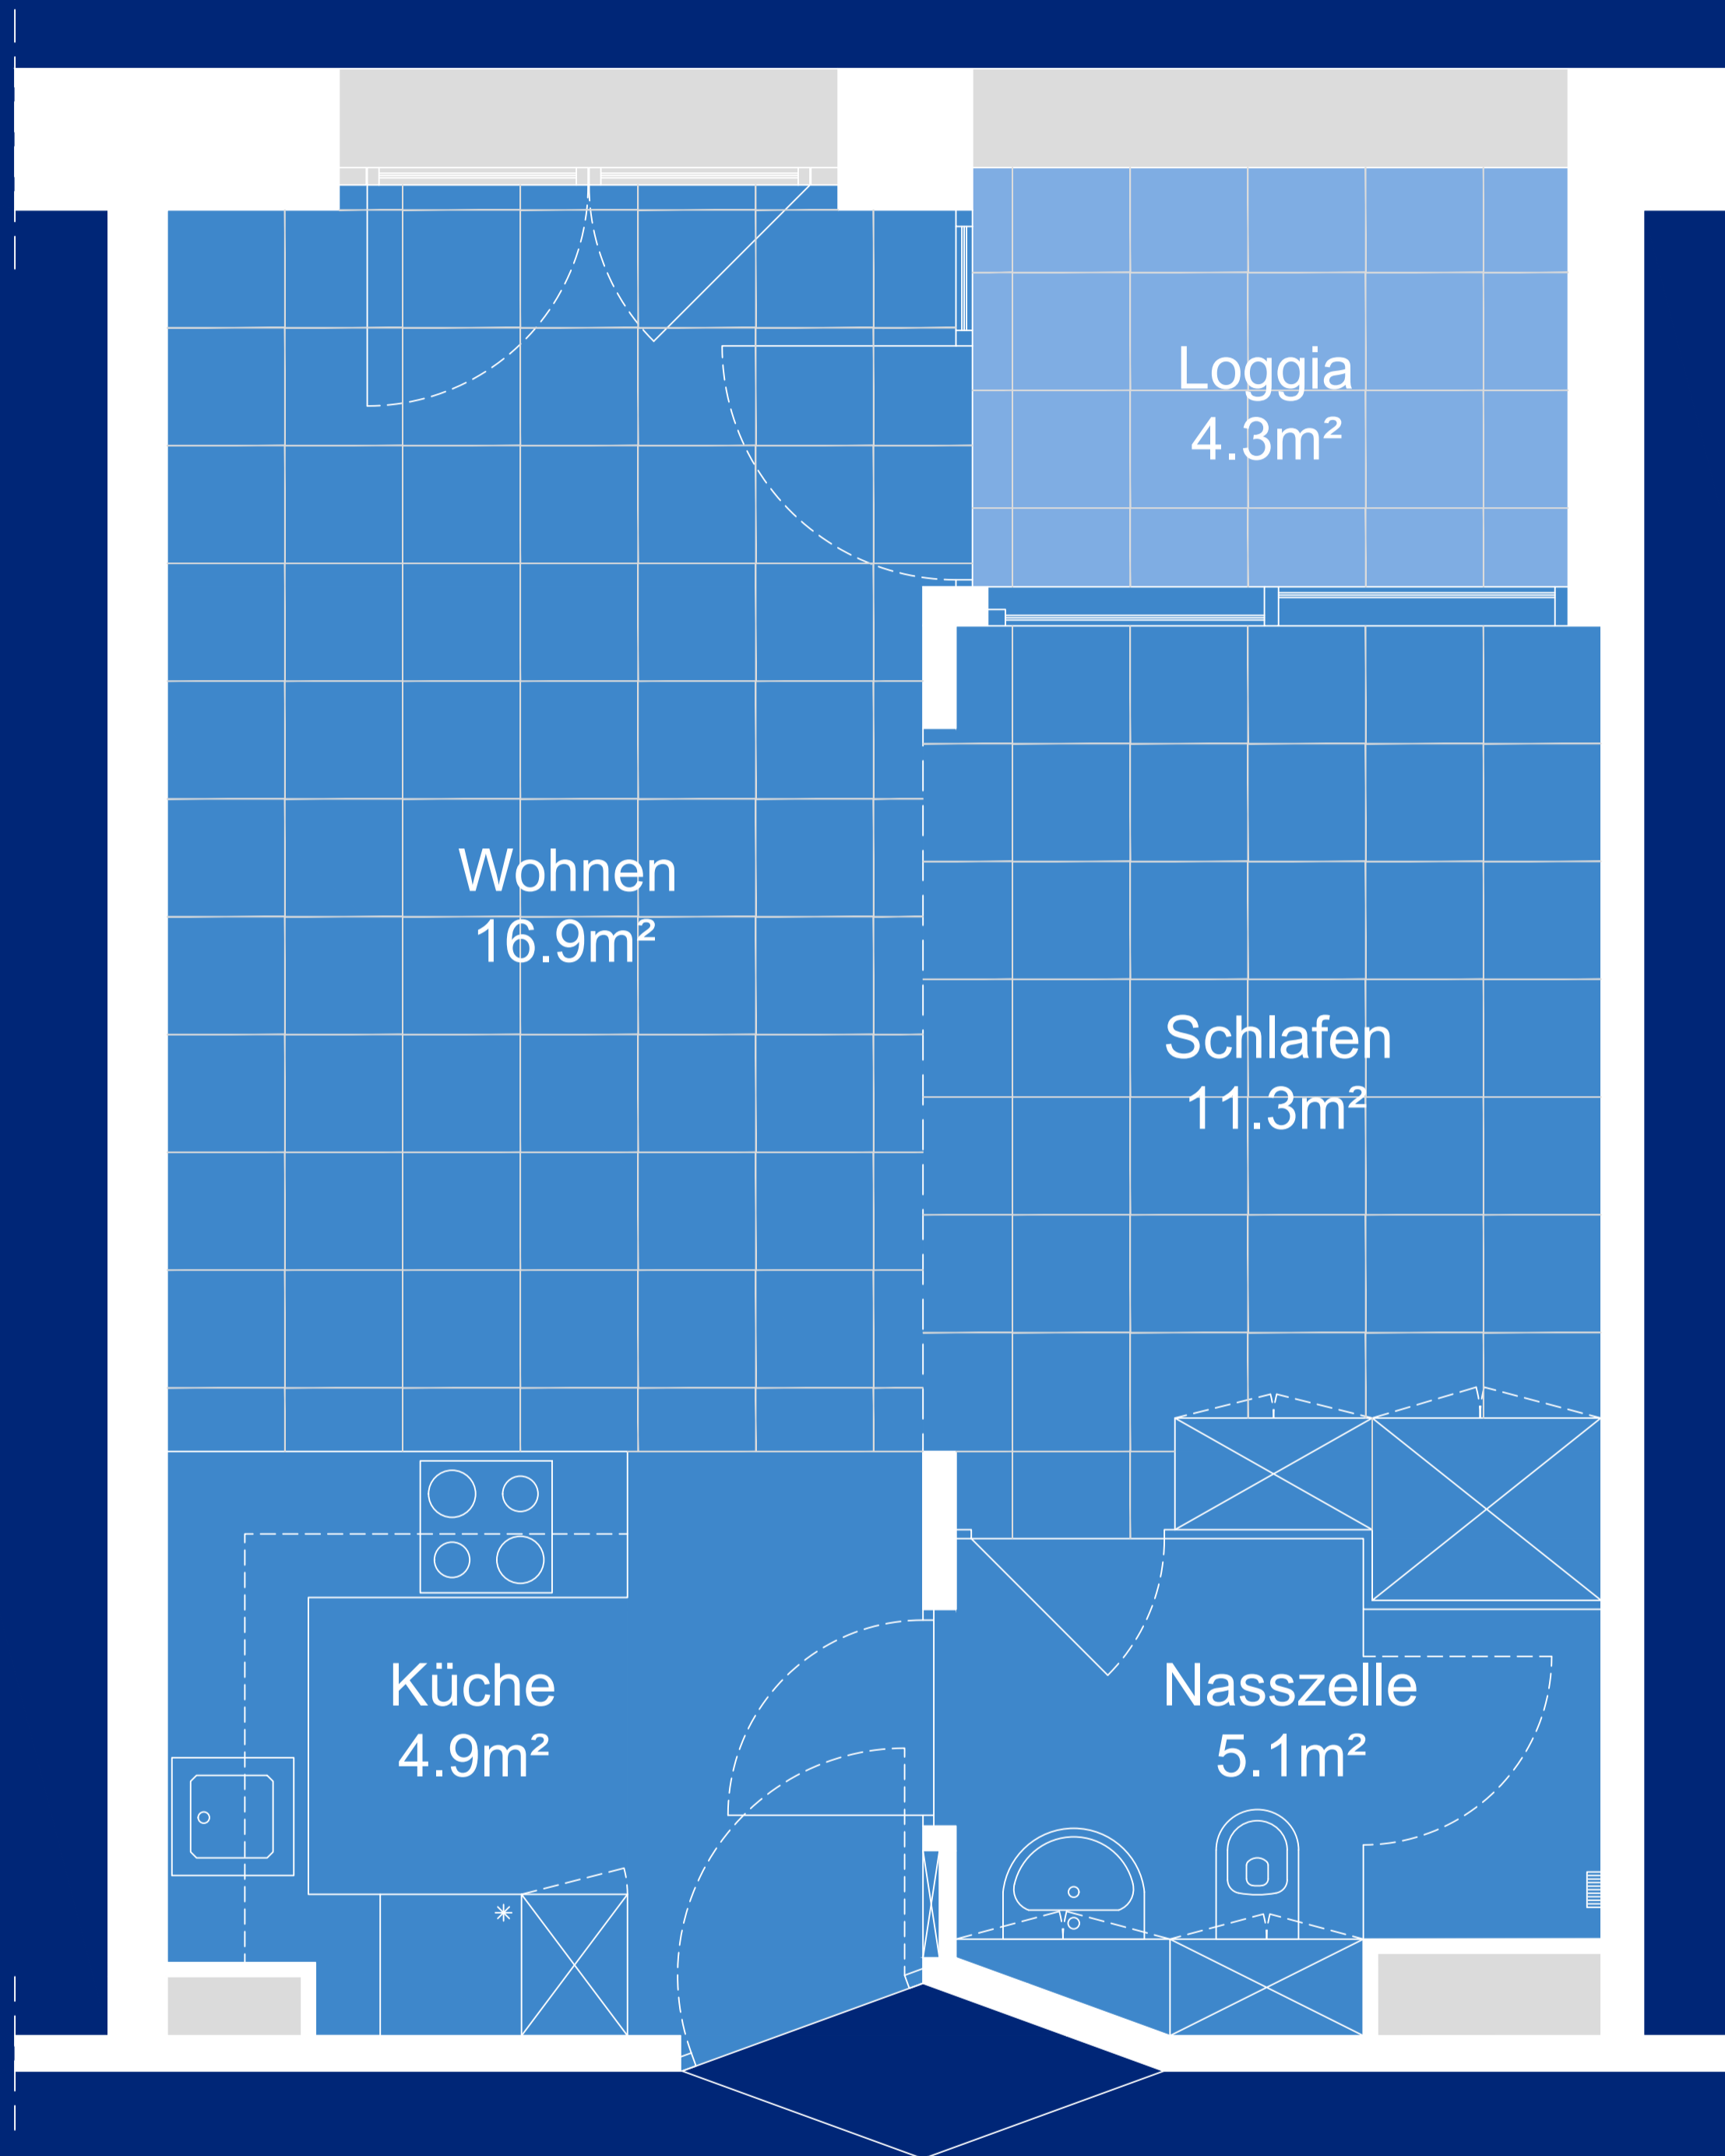 Loggia
4.3m²
Wohnen
16.9m²
Schlafen
11.3m²
Küche
4.9m²
Nasszelle
5.1m²